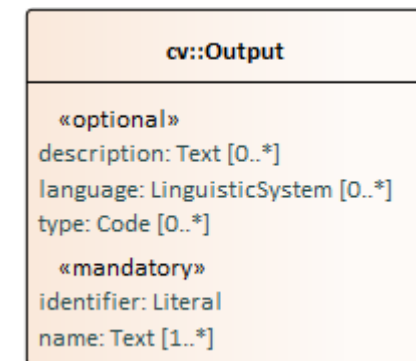 cv::Output
«optional»
description: Text [0..*]
language: LinguisticSystem [0..*]
type: Code [0..*]
«mandatory»
identifier: Literal
name: Text [1..*]